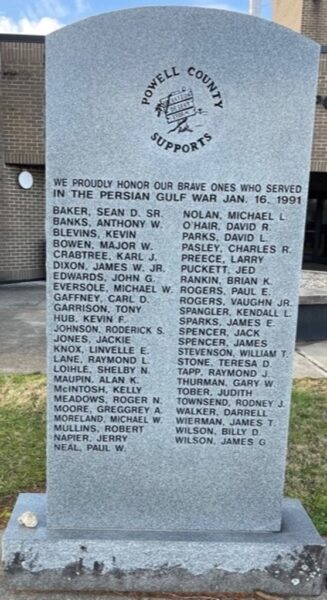 POWELL COUNTY
OPERATION
DESERT
STORM
SUPPORTS
WE PROUDLY HONOR OUR BRAVE ONES WHO SERVED
IN THE PERSIAN GULF WAR JAN. 16, 1991
BAKER, SEAN D. SR.
BANKS, ANTHONY W.
BLEVINS, KEVIN
BOWEN, MAJOR W.
CRABTREE, KARL J.
DIXON, JAMES W. JR.
EDWARDS, JOHN G.
EVERSOLE, MICHAEL W.
GAFFNEY, CARL D.
GARRISON, TONY
HUB, KEVIN F.
JOHNSON, RODERICK S.
JONES, JACKIE
KNOX, LINVELLE E.
LANE, RAYMOND L.
LOIHLE, SHELBY N.
MAUPIN, ALAN K.
McINTOSH, KELLY
MEADOWS, ROGER N.
MOORE, GREGGREY A.
MORELAND, MICHAEL W.
MULLINS, ROBERT
NAPIER, JERRY
NEAL, PAUL W.
NOLAN, MICHAEL L.
O'HAIR, DAVID R.
PARKS, DAVID L.
PASLEY, CHARLES R.
PREECE, LARRY
PUCKETT, JED
RANKIN, BRIAN K.
ROGERS, PAUL E.
ROGERS, VAUGHN JR.
SPANGLER, KENDALL L.
SPARKS, JAMES E.
SPENCER, JACK
SPENCER, JAMES
STEVENSON, WILLIAM T.
STONE, TERESA D.
TAPP, RAYMOND J.
THURMAN, GARY W.
TOBER, JUDITH
TOWNSEND, RODNEY J.
WALKER, DARRELL
WIERMAN, JAMES T.
WILSON, BILLY D.
WILSON, JAMES G.